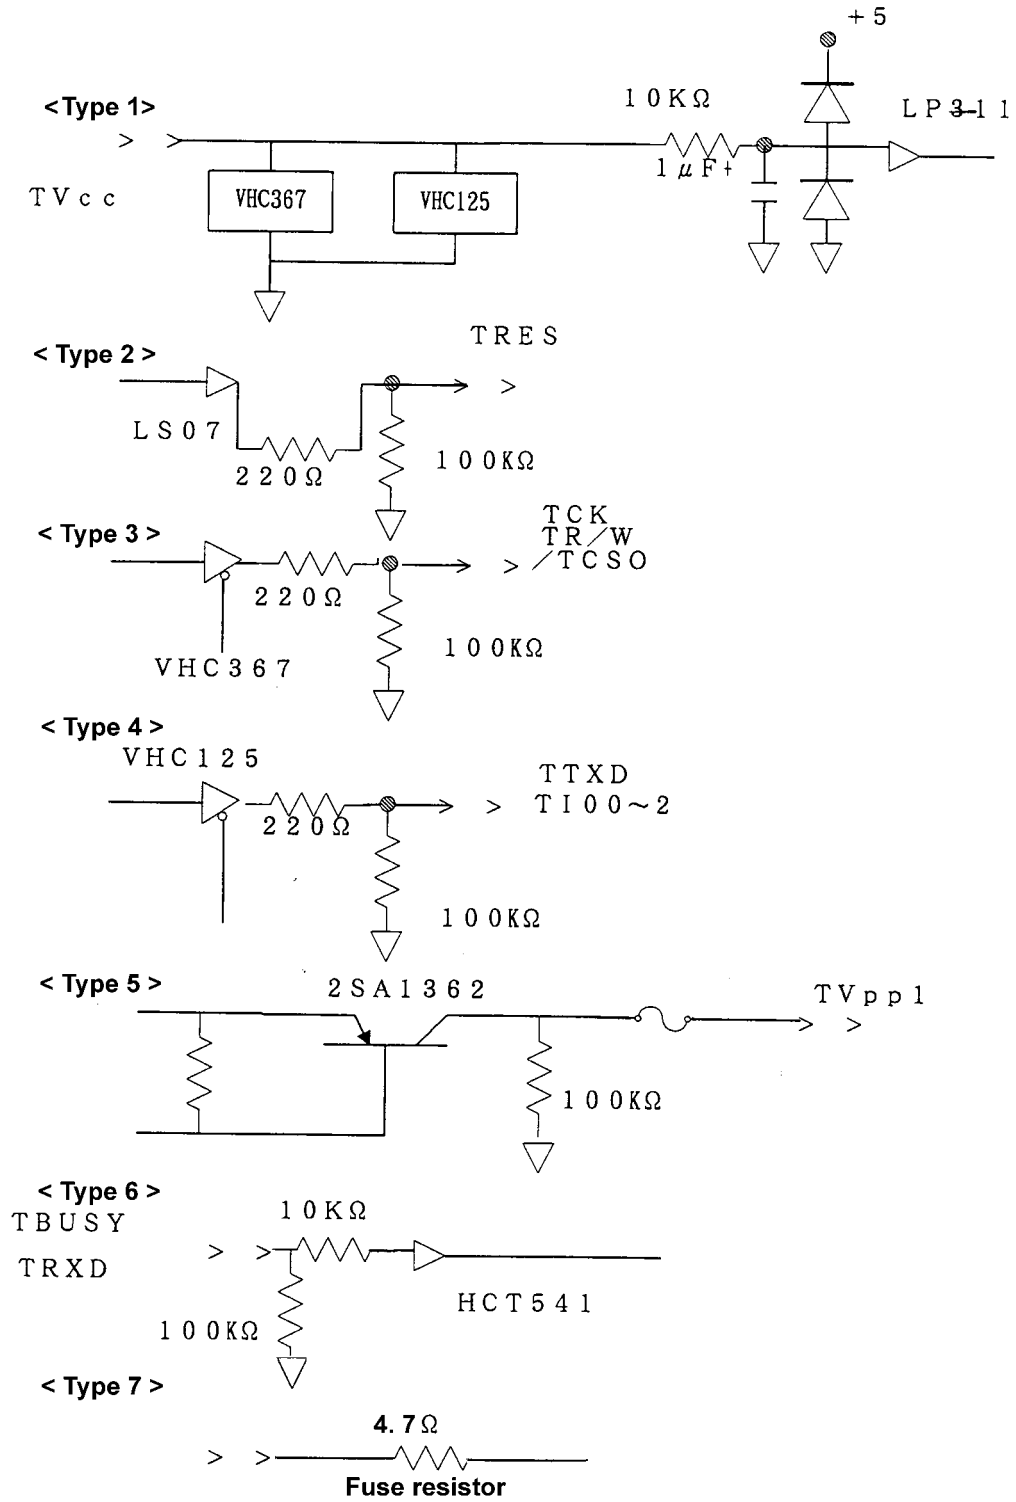 +5
<Type 1>
10KΩ
LP311
1μF+
TVcc
VHC367
VHC125
TRES
< Type 2 >
LS07
220Ω
100KΩ
< Type 3 >
TCK
TR/W
/TCSO
220Ω
100KΩ
VHC367
< Type 4 >
VHC125
TTXD
TI00~2
220Ω
100KΩ
< Type 5 >
2SA1362
TVpp1
100KΩ
< Type 6 >
TBUSY
10KΩ
TRXD
HCT541
100KΩ
< Type 7 >
4.7Ω
Fuse resistor